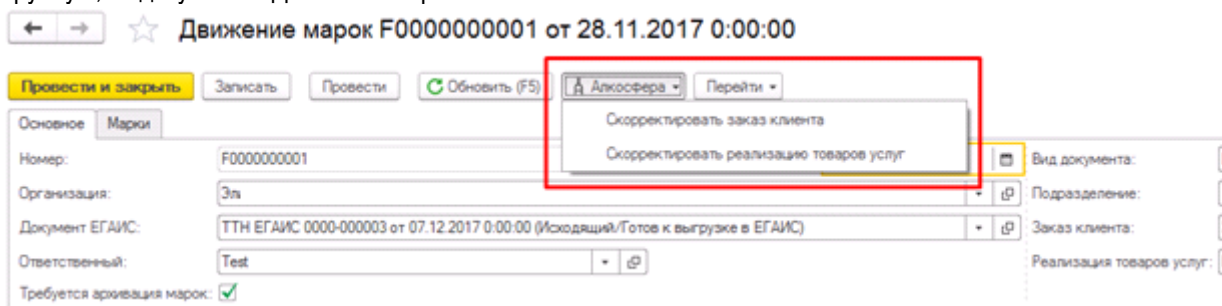 Движение марок F0000000001 от 28.11.2017 0:00:00
Провести и закрыть Записать Провести Обновить (F5) Алкосфера Перейти
Скорректировать заказ клиента
Скорректировать реализацию товаров услуг
Основное Марки
Номер: F0000000001 Вид документа:
Организация: Эль Подразделение:
Документ ЕГАИС: ТТН ЕГАИС 0000-000003 от 07.12.2017 0:00:00 (Исходящий/Готов к выгрузке в ЕГАИС) Заказ клиента:
Ответственный: Test Реализация товаров услуг:
Требуется архивация марок: